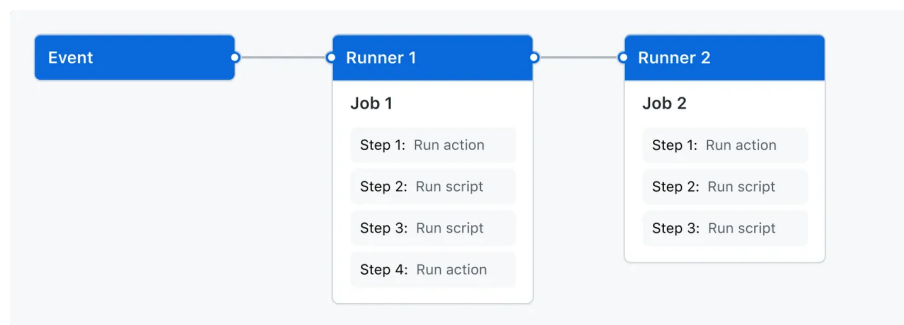 Event
Runner 1
Job 1
Step 1: Run action
Step 2: Run script
Step 3: Run script
Step 4: Run action
Runner 2
Job 2
Step 1: Run action
Step 2: Run script
Step 3: Run script